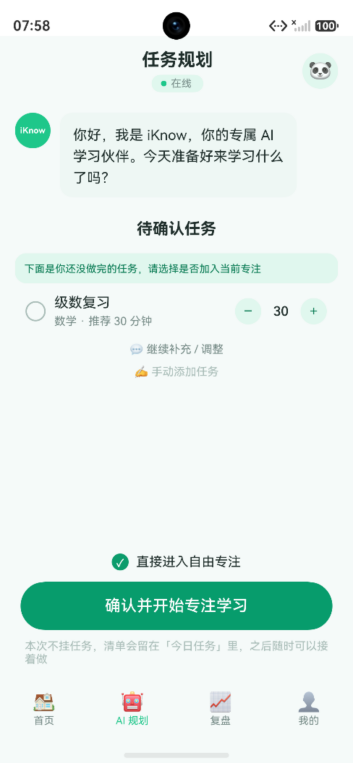 07:58
100
任务规划
在线
iKnow
你好，我是 iKnow，你的专属 AI
学习伙伴。今天准备好来学习什么
了吗？
待确认任务
下面是你还没做完的任务，请选择是否加入当前专注
级数复习
数学 · 推荐 30 分钟
− 30 +
继续补充 / 调整
手动添加任务
直接进入自由专注
确认并开始专注学习
本次不挂任务，清单会留在「今日任务」里，之后随时可以接
着做
首页 AI 规划 复盘 我的